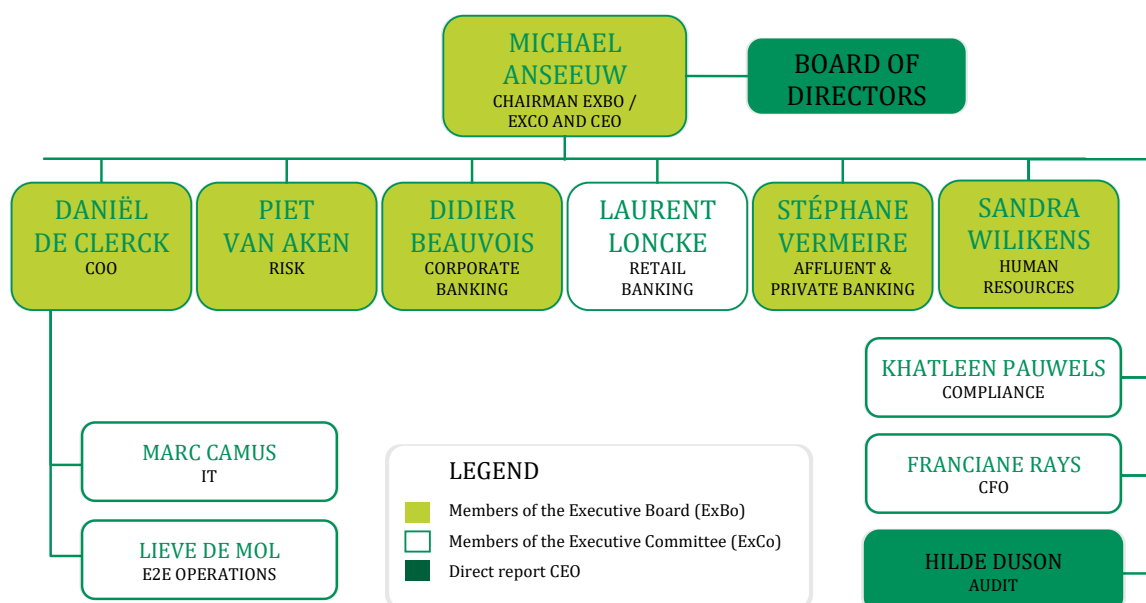 MICHAEL
ANSEEUW
CHAIRMAN EXBO /
EXCO AND CEO
BOARD OF
DIRECTORS
DANIËL
DE CLERCK
COO
PIET
VAN AKEN
RISK
DIDIER
BEAUVOIS
CORPORATE
BANKING
LAURENT
LONCKE
RETAIL
BANKING
STÉPHANE
VERMEIRE
AFFLUENT &
PRIVATE BANKING
SANDRA
WILIKENS
HUMAN
RESOURCES
KHATLEEN PAUWELS
COMPLIANCE
MARC CAMUS
IT
FRANCIANE RAYS
CFO
LIEVE DE MOL
E2E OPERATIONS
HILDE DUSON
AUDIT
LEGEND
Members of the Executive Board (ExBo)
Members of the Executive Committee (ExCo)
Direct report CEO